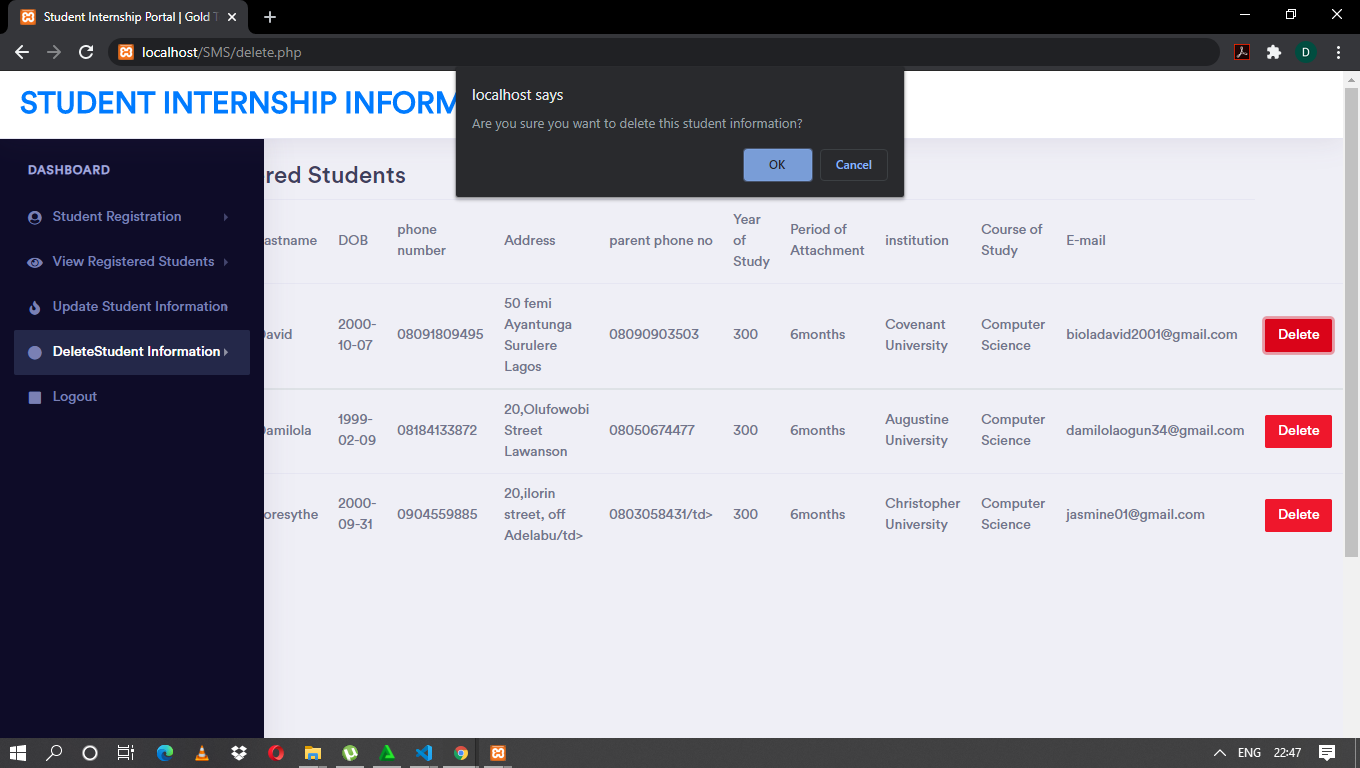 Student Internship Portal | Gold T
localhost/SMS/delete.php
D
STUDENT INTERNSHIP INFORM
localhost says
Are you sure you want to delete this student information?
OK
Cancel
DASHBOARD
Student Registration
View Registered Students
Update Student Information
DeleteStudent Information
Logout
ered Students
astname
DOB
phone
number
Address
parent phone no
Year
of
Study
Period of
Attachment
institution
Course of
Study
E-mail
David
2000-
10-07
08091809495
50 femi
Ayantunga
Surulere
Lagos
08090903503
300
6months
Covenant
University
Computer
Science
bioladavid2001@gmail.com
Delete
Damilola
1999-
02-09
08184133872
20,Olufowobi
Street
Lawanson
08050674477
300
6months
Augustine
University
Computer
Science
damilolaogun34@gmail.com
Delete
oresythe
2000-
09-31
0904559885
20,ilorin
street, off
Adelabu/td>
0803058431/td>
300
6months
Christopher
University
Computer
Science
jasmine01@gmail.com
Delete
ENG
22:47